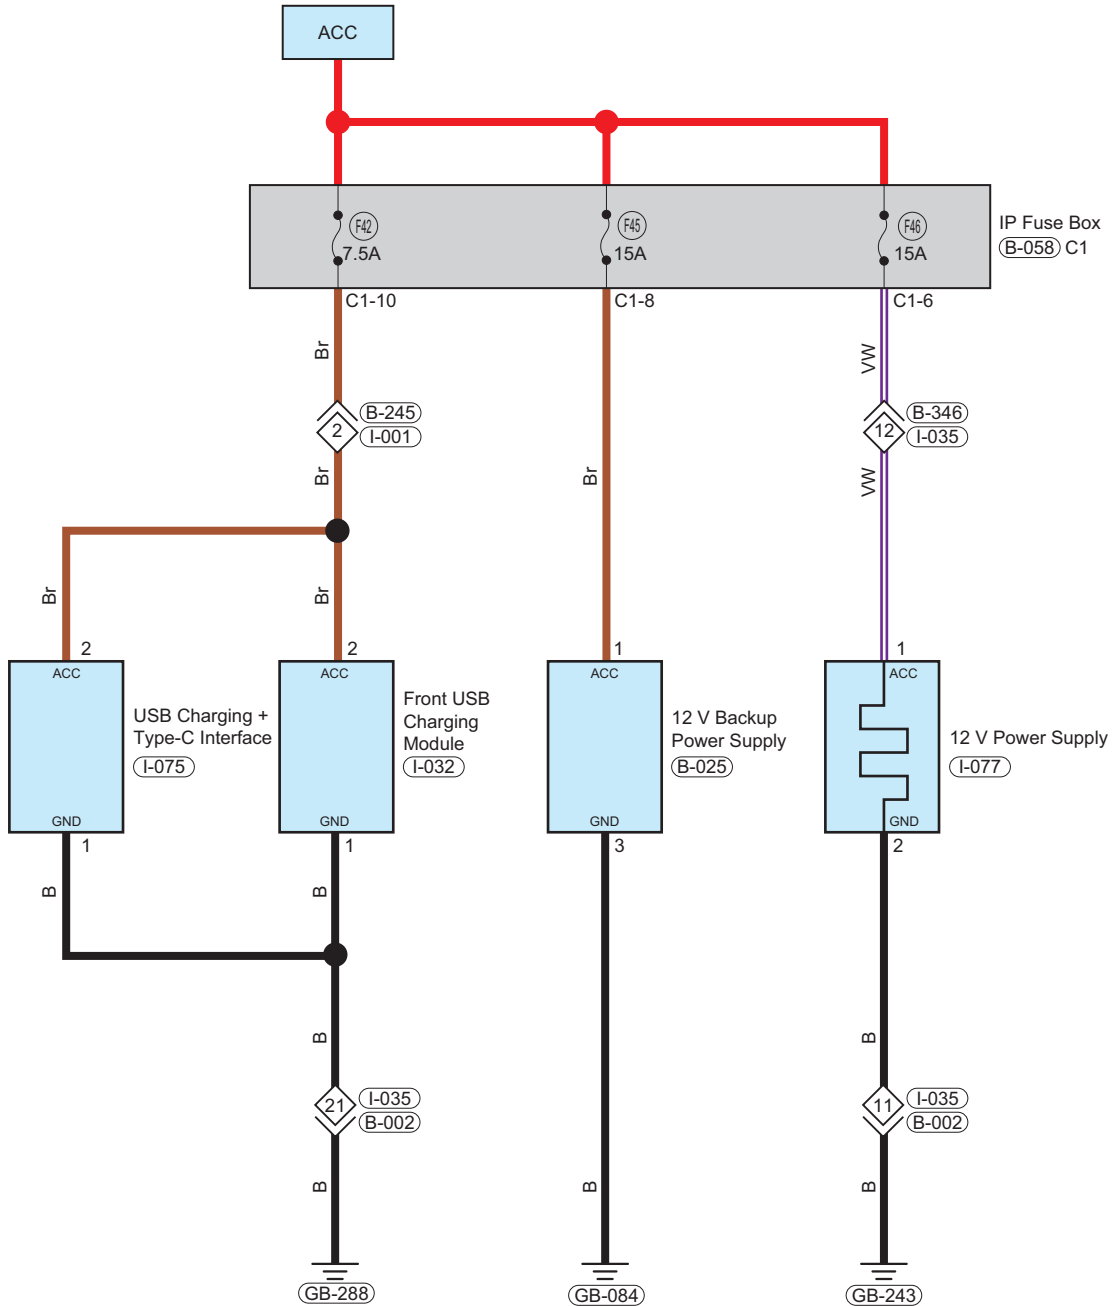 ACC
F42
7.5A
F45
15A
F46
15A
IP Fuse Box
B-058 C1
C1-10
C1-8
C1-6
Br
VW
2
B-245
I-001
12
B-346
I-035
Br
Br
VW
Br
Br
2
2
1
1
ACC
ACC
ACC
ACC
USB Charging +
Type-C Interface
I-075
Front USB
Charging
Module
I-032
12 V Backup
Power Supply
B-025
12 V Power Supply
I-077
GND
GND
GND
GND
1
1
3
2
B
B
B
B
21
I-035
B-002
11
I-035
B-002
B
B
B
GB-288
GB-084
GB-243